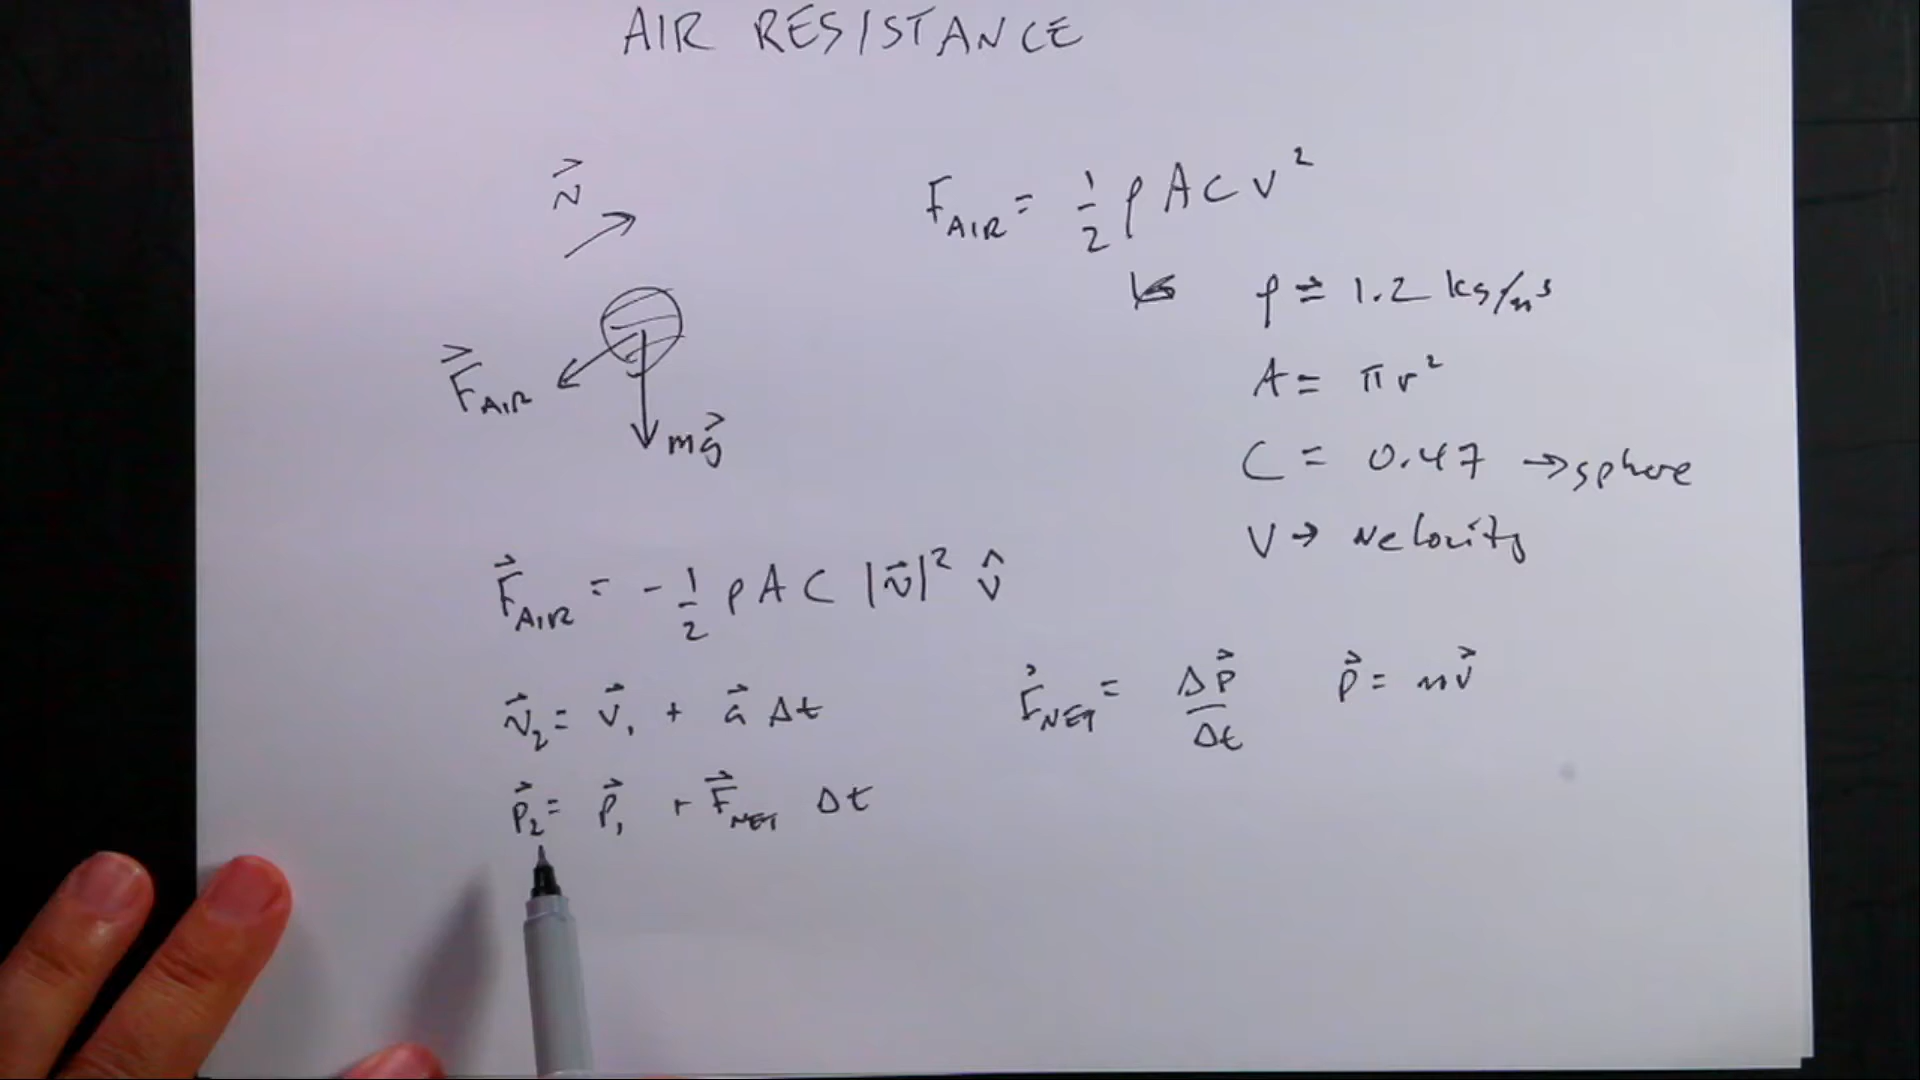 AIR RESISTANCE
v⃗
F_AIR = 1/2 ρ A C v²
ρ = 1.2 kg/m³
F⃗_AIR
A = πr²
mg⃗
C = 0.47 → sphere
v → velocity
F⃗_AIR = - 1/2 ρ A C |v⃗|² v̂
F⃗_NET = Δp⃗/Δt p⃗ = mv⃗
v⃗₂ = v⃗₁ + a⃗ Δt
p⃗₂ = p⃗₁ + F⃗_NET Δt